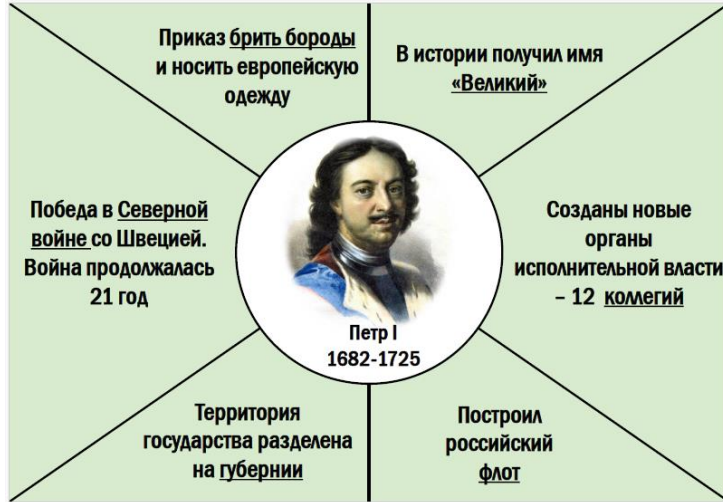 Приказ брить бороды
и носить европейскую
одежду
В истории получил имя
«Великий»
Победа в Северной
войне со Швецией.
Война продолжалась
21 год
Созданы новые
органы
исполнительной власти
– 12 коллегий
Петр I
1682-1725
Территория
государства разделена
на губернии
Построил
российский
флот